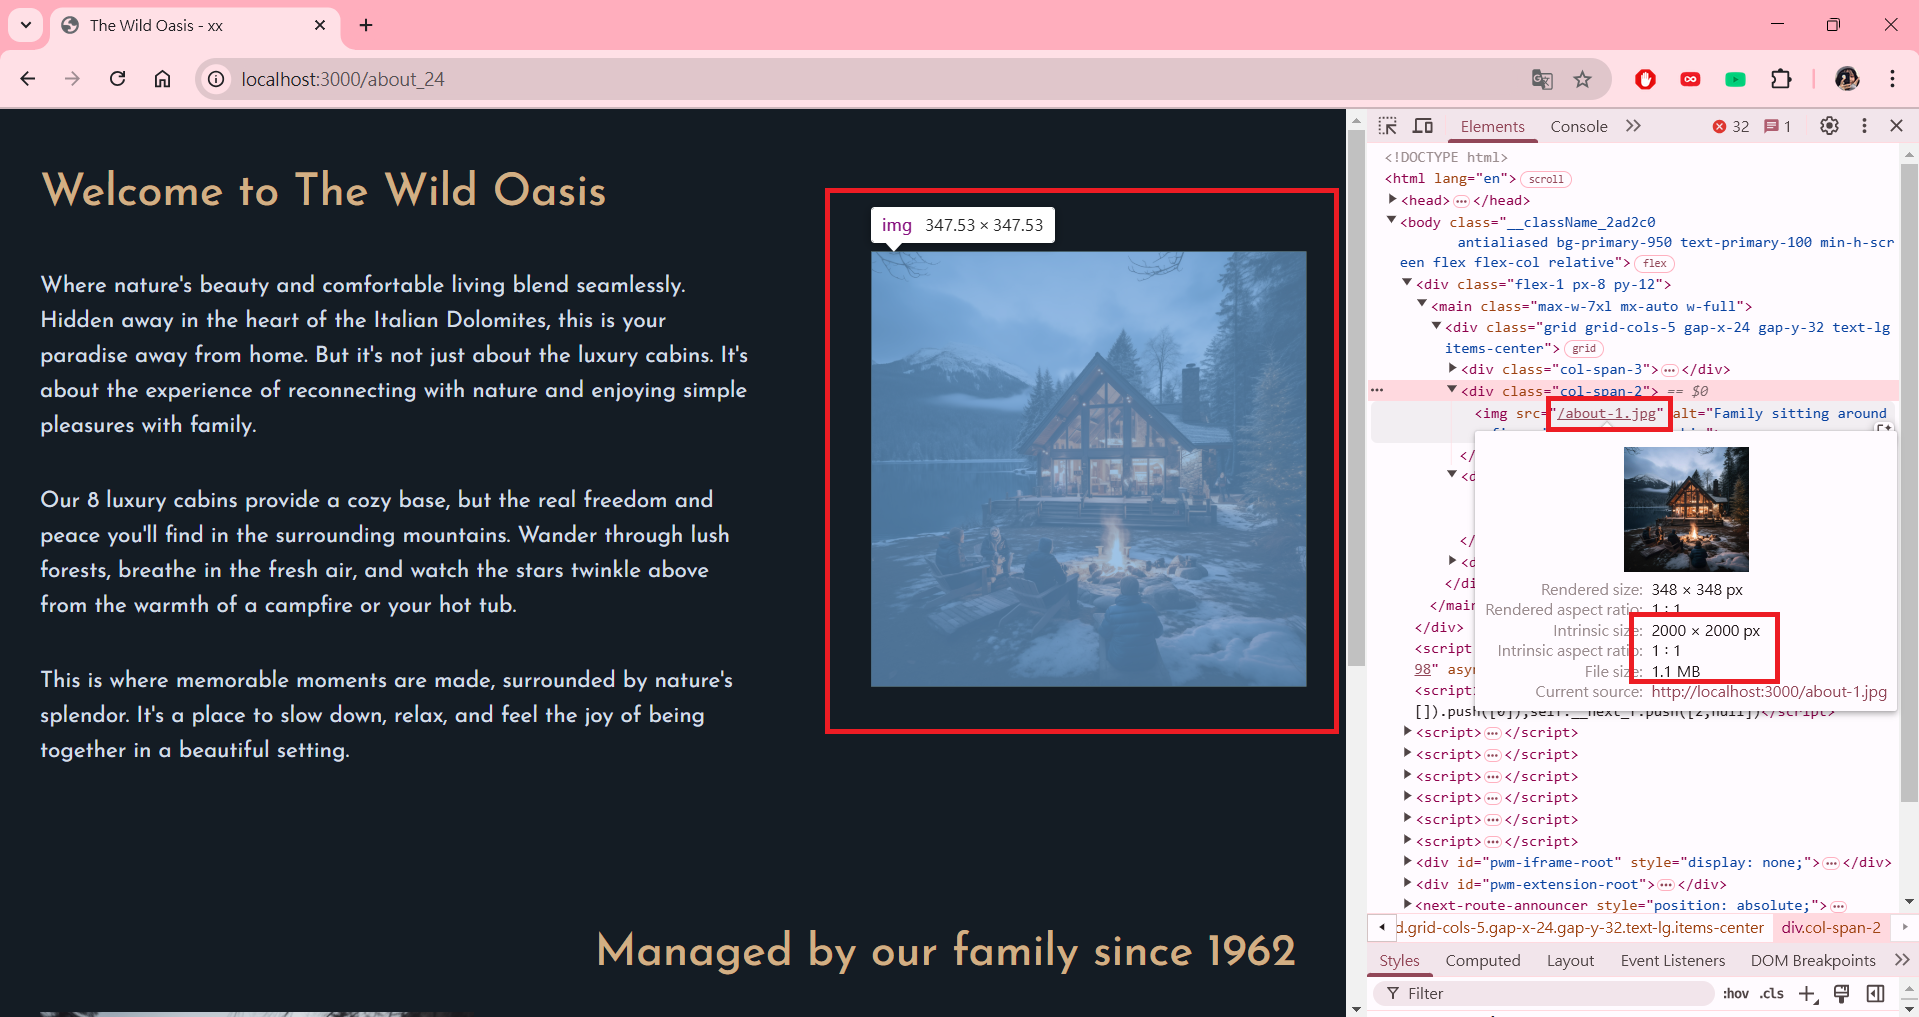 The Wild Oasis - xx
localhost:3000/about_24
Welcome to The Wild Oasis
Where nature's beauty and comfortable living blend seamlessly.
Hidden away in the heart of the Italian Dolomites, this is your
paradise away from home. But it's not just about the luxury cabins. It's
about the experience of reconnecting with nature and enjoying simple
pleasures with family.
Our 8 luxury cabins provide a cozy base, but the real freedom and
peace you'll find in the surrounding mountains. Wander through lush
forests, breathe in the fresh air, and watch the stars twinkle above
from the warmth of a campfire or your hot tub.
This is where memorable moments are made, surrounded by nature's
splendor. It's a place to slow down, relax, and feel the joy of being
together in a beautiful setting.
img 347.53 × 347.53
Managed by our family since 1962
Elements Console 32 1
<!DOCTYPE html>
<html lang="en"> scroll
<head> ··· </head>
<body class="__className_2ad2c0
antialiased bg-primary-950 text-primary-100 min-h-scr
een flex flex-col relative"> flex
<div class="flex-1 px-8 py-12">
<main class="max-w-7xl mx-auto w-full">
<div class="grid grid-cols-5 gap-x-24 gap-y-32 text-lg
items-center"> grid
<div class="col-span-3"> ··· </div>
··· <div class="col-span-2"> == $0
<img src="/about-1.jpg" alt="Family sitting around
</
<d
</
<d
</di
</main
</div>
<script
98" asyn
<script
[]).push([0]);self.__next_f.push([2,null])</script>
Rendered size: 348 × 348 px
Rendered aspect ratio: 1 : 1
Intrinsic size: 2000 × 2000 px
Intrinsic aspect ratio: 1 : 1
File size: 1.1 MB
Current source: http://localhost:3000/about-1.jpg
<script> ··· </script>
<script> ··· </script>
<script> ··· </script>
<script> ··· </script>
<script> ··· </script>
<script> ··· </script>
<div id="pwm-iframe-root" style="display: none;"> ··· </div>
<div id="pwm-extension-root"> ··· </div>
<next-route-announcer style="position: absolute;"> ···
d.grid-cols-5.gap-x-24.gap-y-32.text-lg.items-center div.col-span-2
Styles Computed Layout Event Listeners DOM Breakpoints
Filter :hov .cls